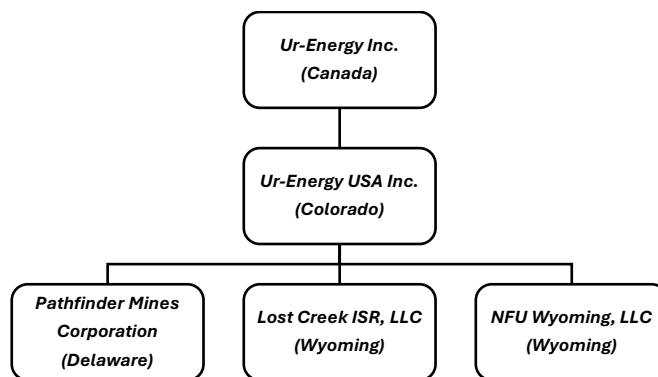 Ur-Energy Inc.
(Canada)
Ur-Energy USA Inc.
(Colorado)
Pathfinder Mines
Corporation
(Delaware)
Lost Creek ISR, LLC
(Wyoming)
NFU Wyoming, LLC
(Wyoming)